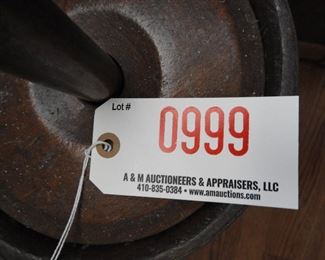 Lot #
0999
A & M AUCTIONEERS & APPRAISERS, LLC
410-835-0384 • www.amauctions.com